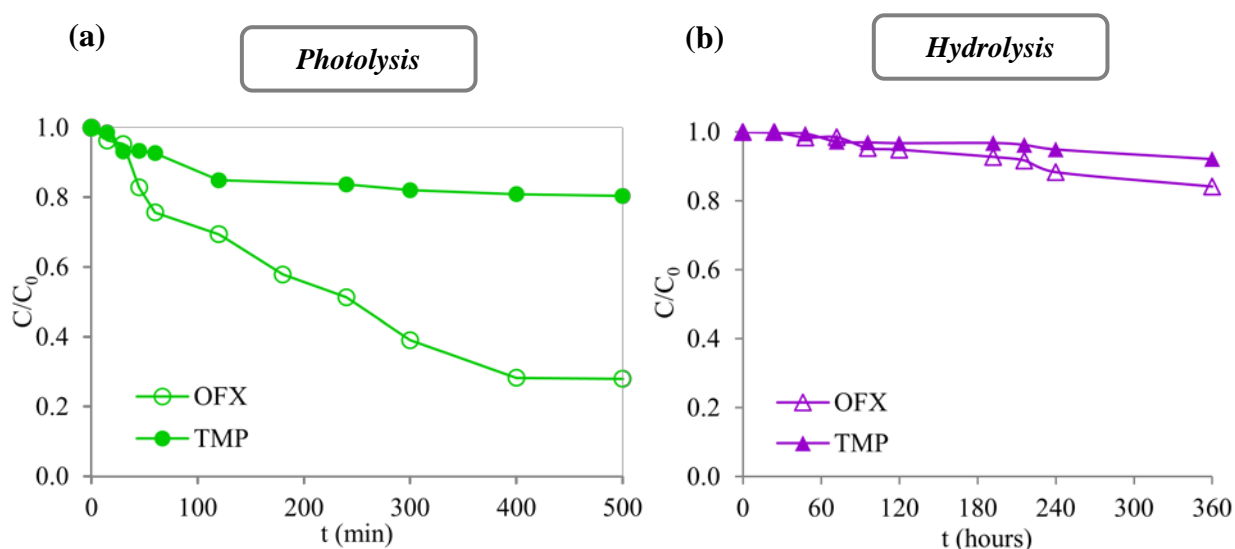 (a)
Photolysis
1.0
0.8
0.6
0.4
0.2
0.0
C/C₀
OFX
TMP
0 100 200 300 400 500
t (min)
(b)
Hydrolysis
1.0
0.8
0.6
0.4
0.2
0.0
C/C₀
OFX
TMP
0 60 120 180 240 300 360
t (hours)